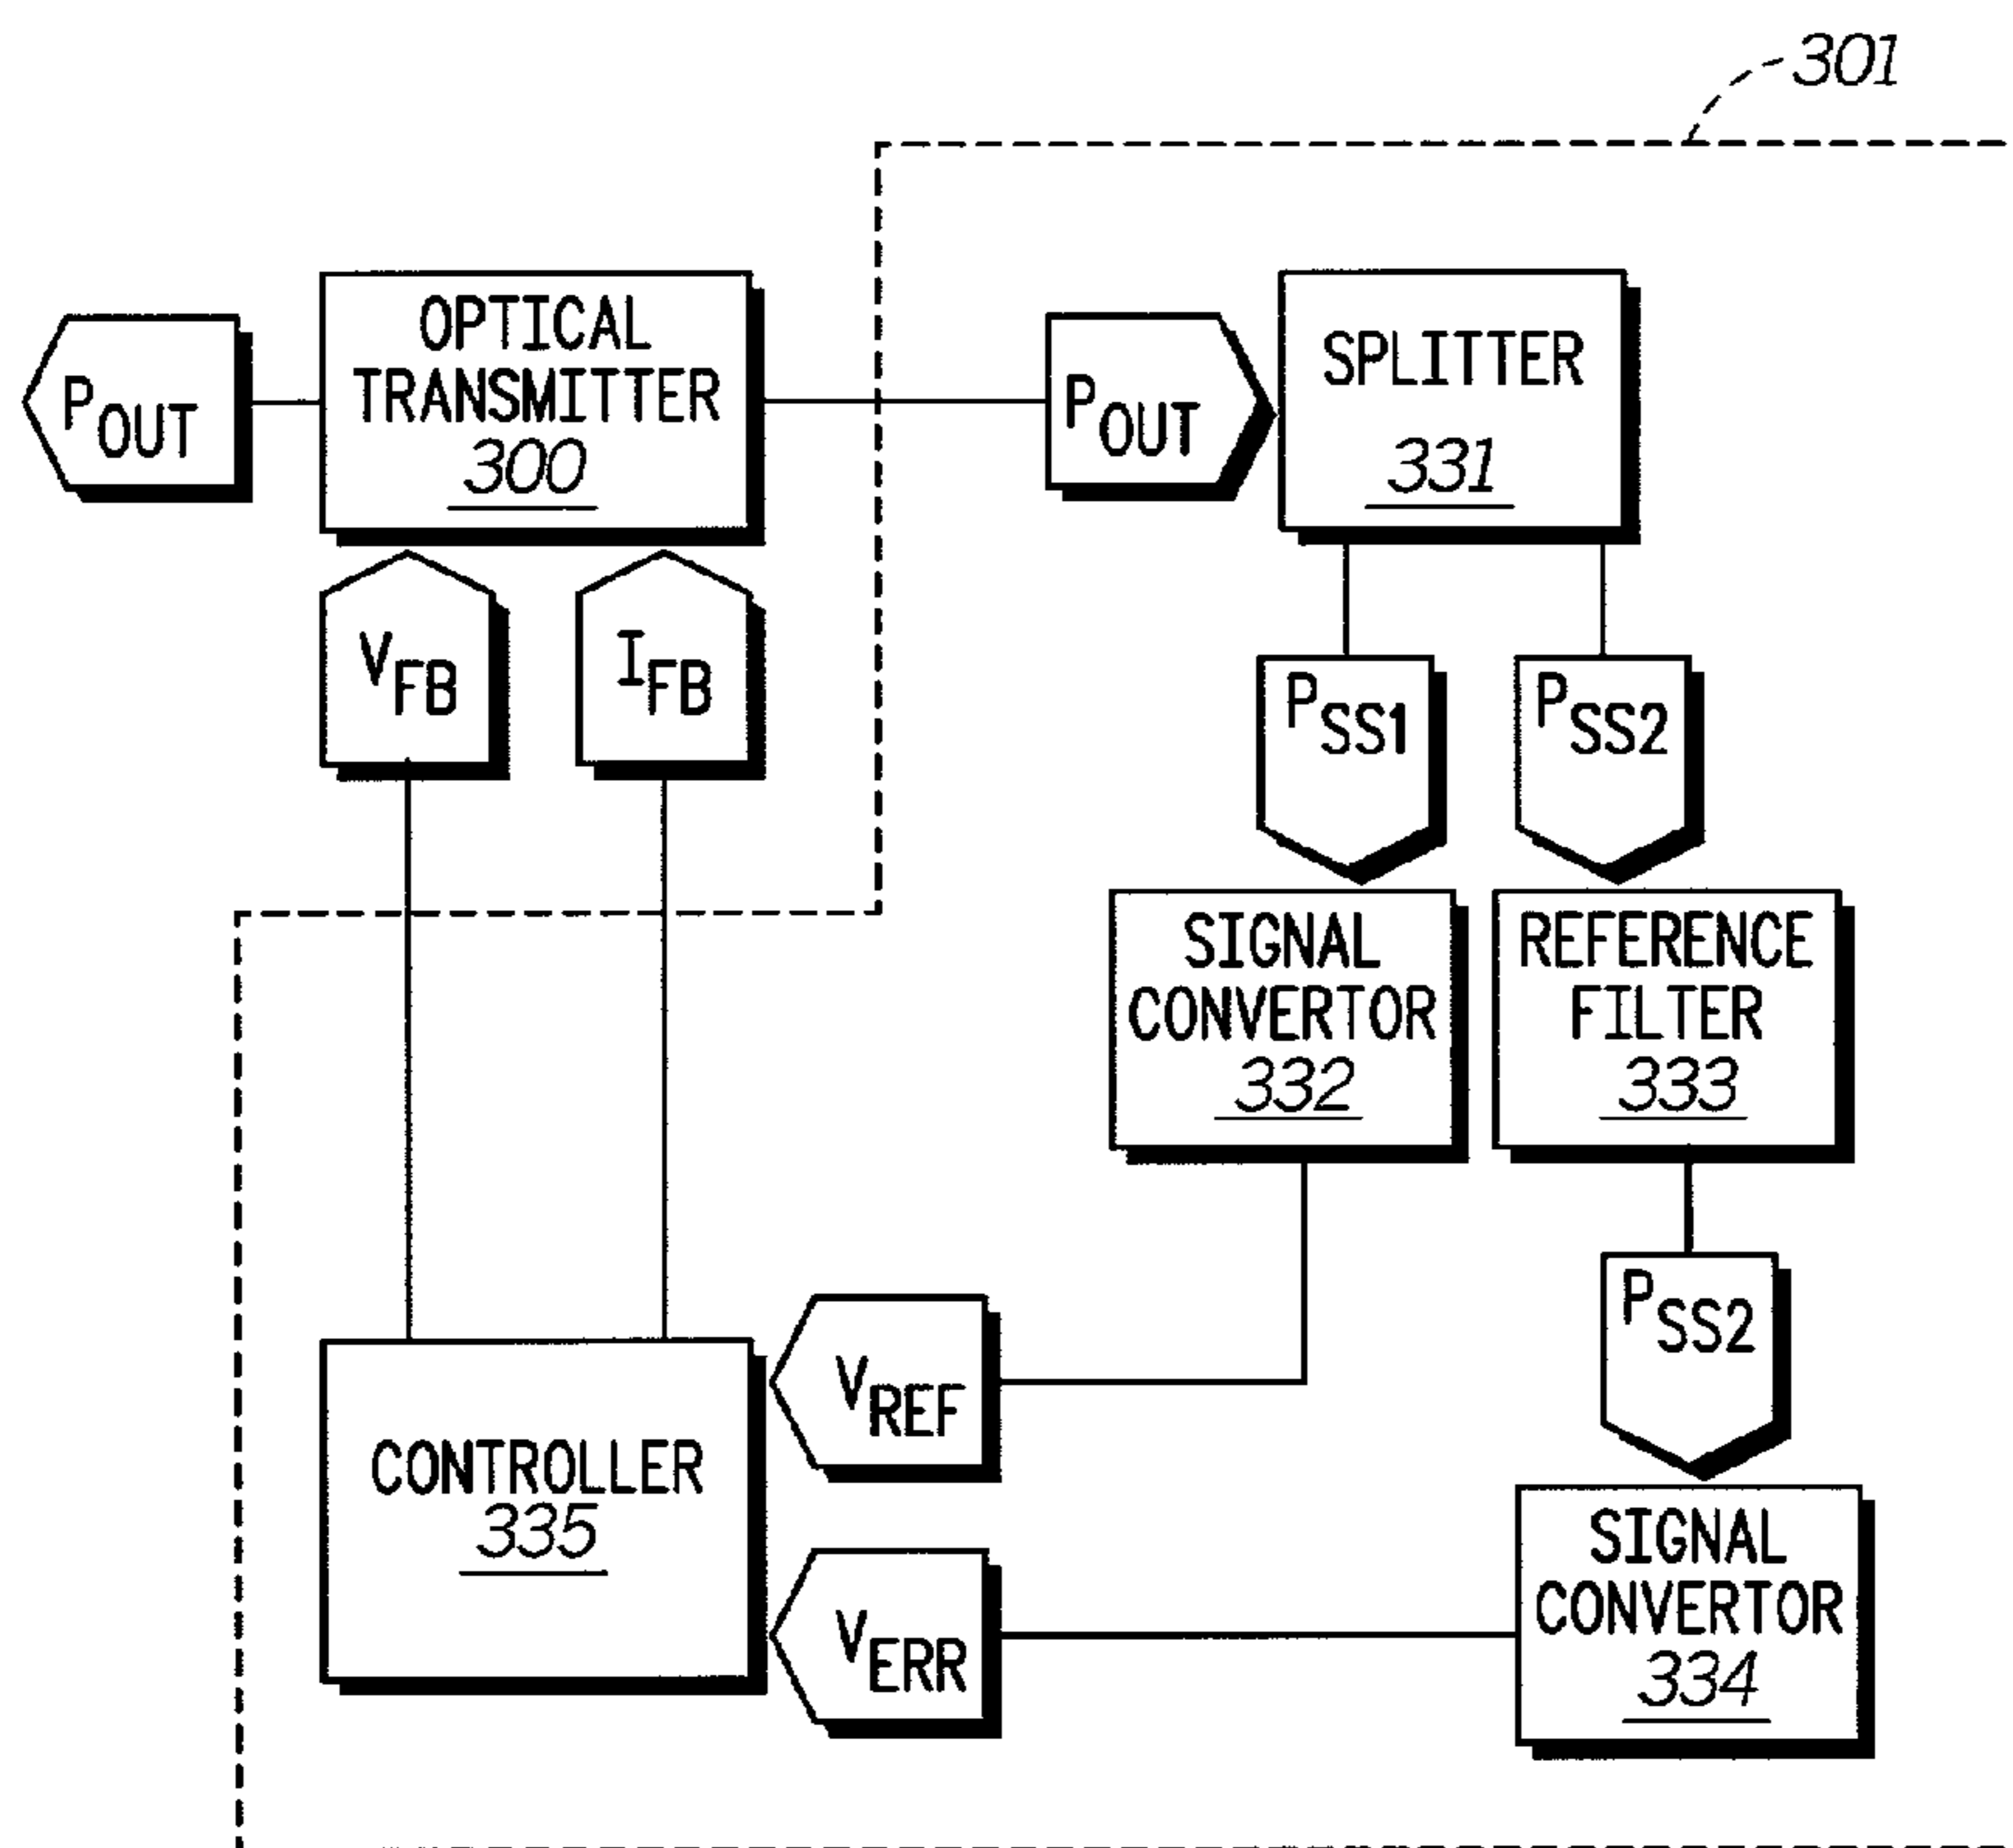 301
OPTICAL
TRANSMITTER
300
POUT
POUT
SPLITTER
331
VFB
IFB
PSS1
PSS2
SIGNAL
CONVERTOR
332
REFERENCE
FILTER
333
PSS2
VREF
CONTROLLER
335
VERR
SIGNAL
CONVERTOR
334